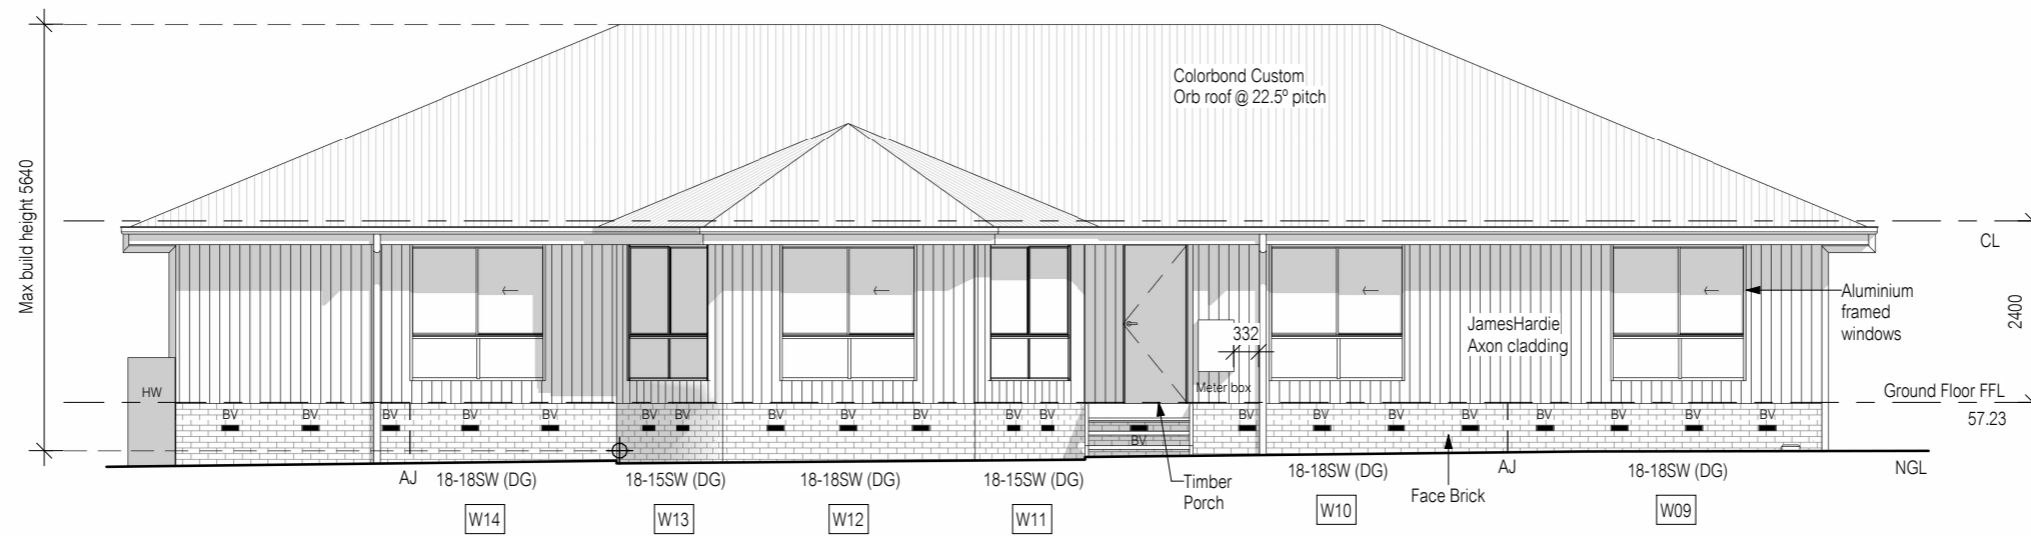 Colorbond Custom
Orb roof @ 22.5º pitch
Max build height 5640
CL
2400
Aluminium
framed
windows
JamesHardie
Axon cladding
332
Meter box
HW
Ground Floor FFL
57.23
BV BV BV BV BV BV BV BV BV BV BV BV BV BV BV BV BV BV BV BV
BV
AJ
18-18SW (DG)
18-15SW (DG)
18-18SW (DG)
18-15SW (DG)
Timber
Porch
18-18SW (DG)
Face Brick
AJ
18-18SW (DG)
NGL
W14
W13
W12
W11
W10
W09